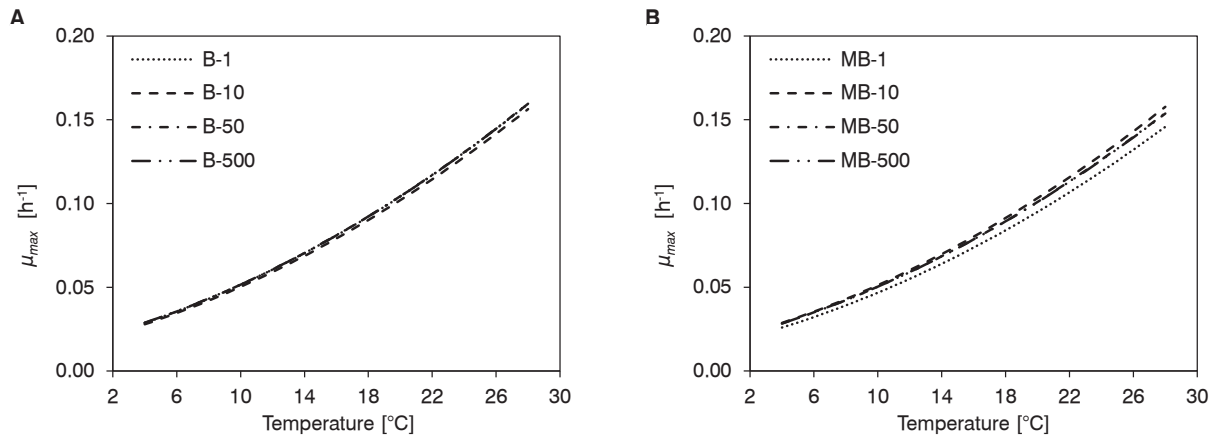 A
0.20
0.15
0.10
0.05
0.00
μmax [h-1]
B-1
B-10
B-50
B-500
2 6 10 14 18 22 26 30
Temperature [°C]
B
0.20
0.15
0.10
0.05
0.00
μmax [h-1]
MB-1
MB-10
MB-50
MB-500
2 6 10 14 18 22 26 30
Temperature [°C]